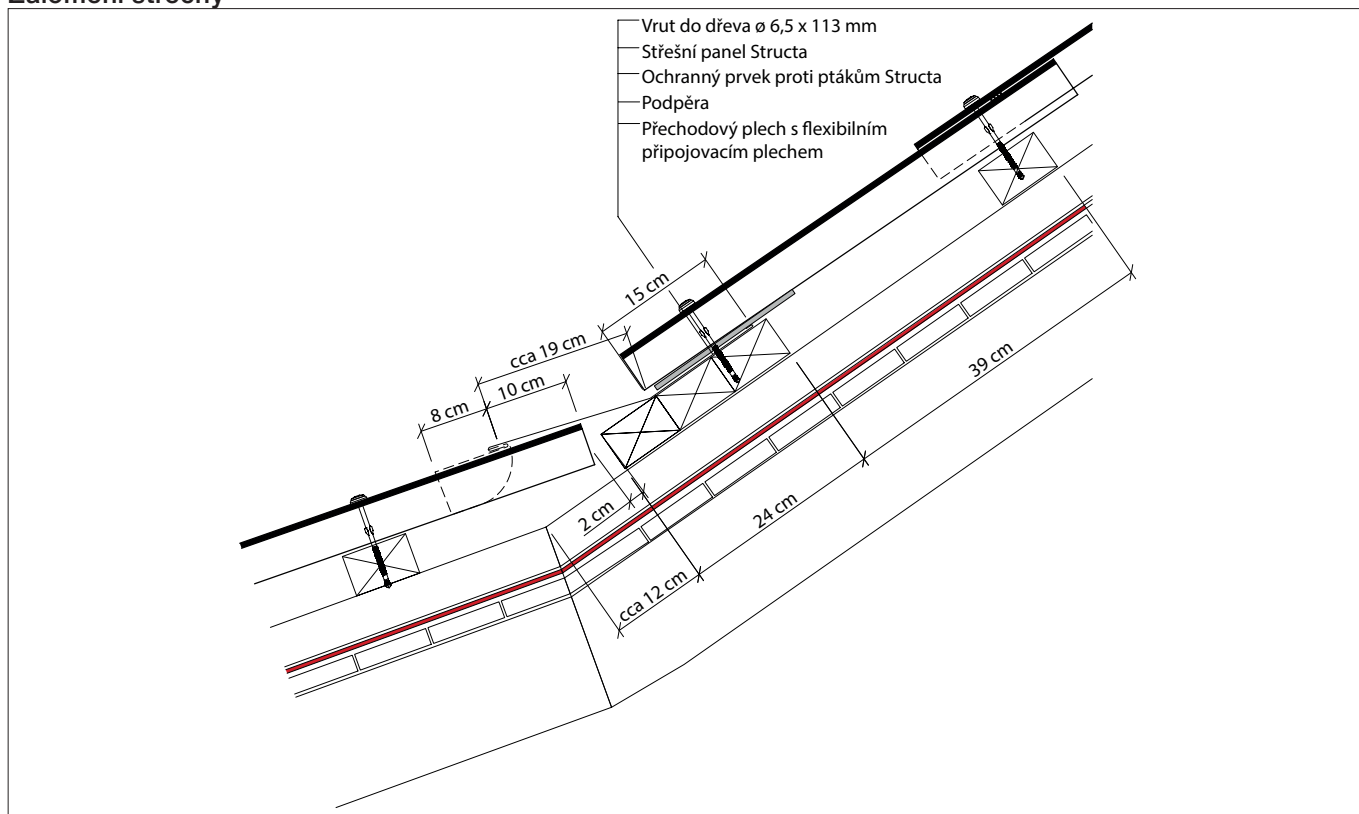 Zalomení střechy
Vrut do dřeva ø 6,5 x 113 mm
Střešní panel Structa
Ochranný prvek proti ptákům Structa
Podpěra
Přechodový plech s flexibilním
připojovacím plechem
15 cm
cca 19 cm
10 cm
8 cm
39 cm
2 cm
24 cm
cca 12 cm